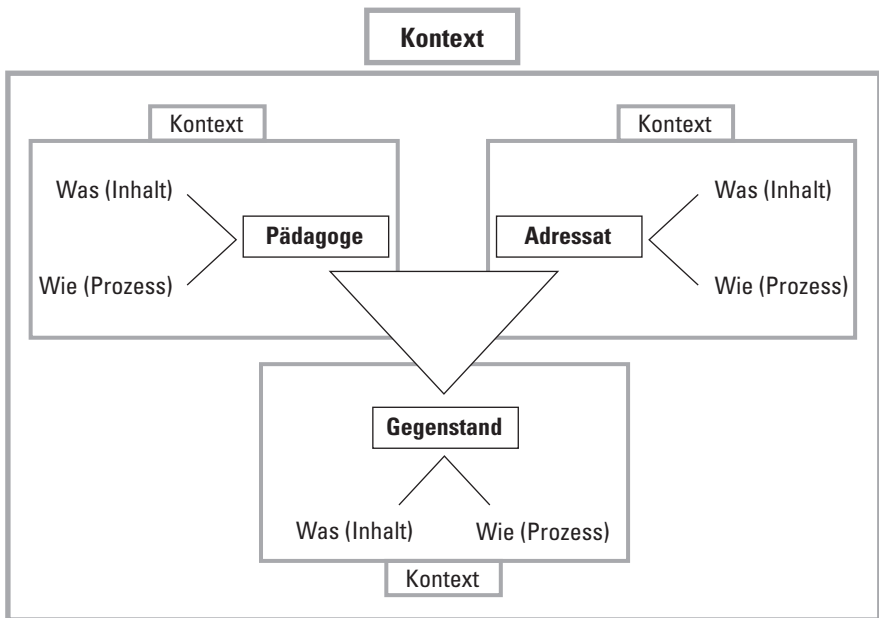 Kontext
Kontext
Kontext
Was (Inhalt)
Pädagoge
Wie (Prozess)
Adressat
Was (Inhalt)
Wie (Prozess)
Gegenstand
Was (Inhalt)
Wie (Prozess)
Kontext